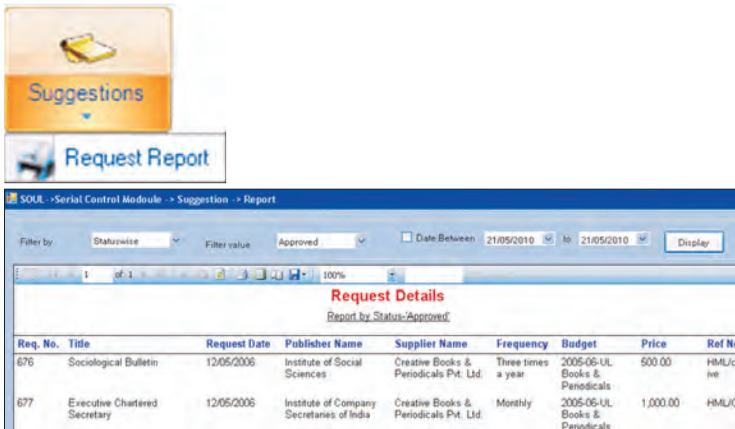 Suggestions
Request Report
SOUL->Serial Control Modoule -> Suggestion -> Report
Filter by Statuswise Filter value Approved Date Between 21/05/2010 to 21/05/2010 Display
1 of 1 100%
Request Details
Report by Status-'Approved'
Req. No. Title Request Date Publisher Name Supplier Name Frequency Budget Price Ref
676 Sociological Bulletin 12/05/2006 Institute of Social Creative Books & Three times 2005-06-UL 500.00
Sciences Periodicals Pvt. Ltd. a year Books &
Periodicals
677 Executive Chartered 12/05/2006 Institute of Company Creative Books & Monthly 2005-06-UL 1,000.00
Secretary Secretaries of India Periodicals Pvt. Ltd. Books &
Periodicals